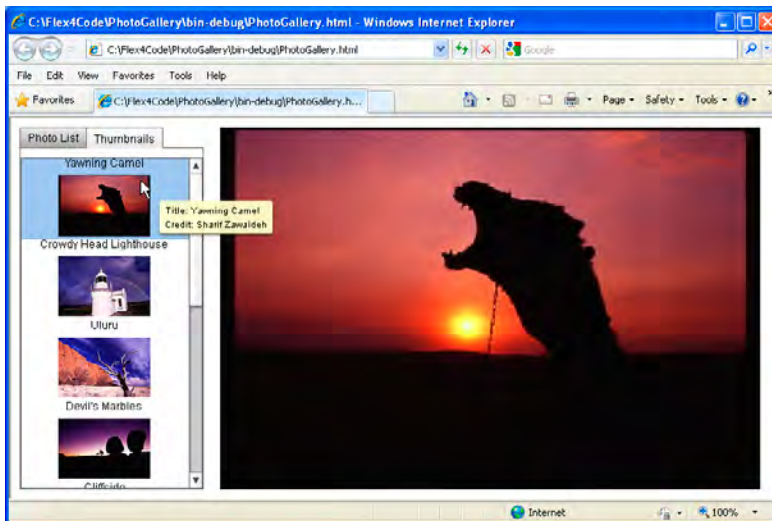 C:\Flex4Code\PhotoGallery\bin-debug\PhotoGallery.html - Windows Internet Explorer
C:\Flex4Code\PhotoGallery\bin-debug\PhotoGallery.html
Google
File Edit View Favorites Tools Help
Favorites
C:\Flex4Code\PhotoGallery\bin-debug\PhotoGallery.h...
Page Safety Tools
Photo List
Thumbnails
Yawning Camel
Title: Yawning Camel
Credit: Sharif Zawaideh
Crowdy Head Lighthouse
Uluru
Devil's Marbles
Cliffside
Internet
100%